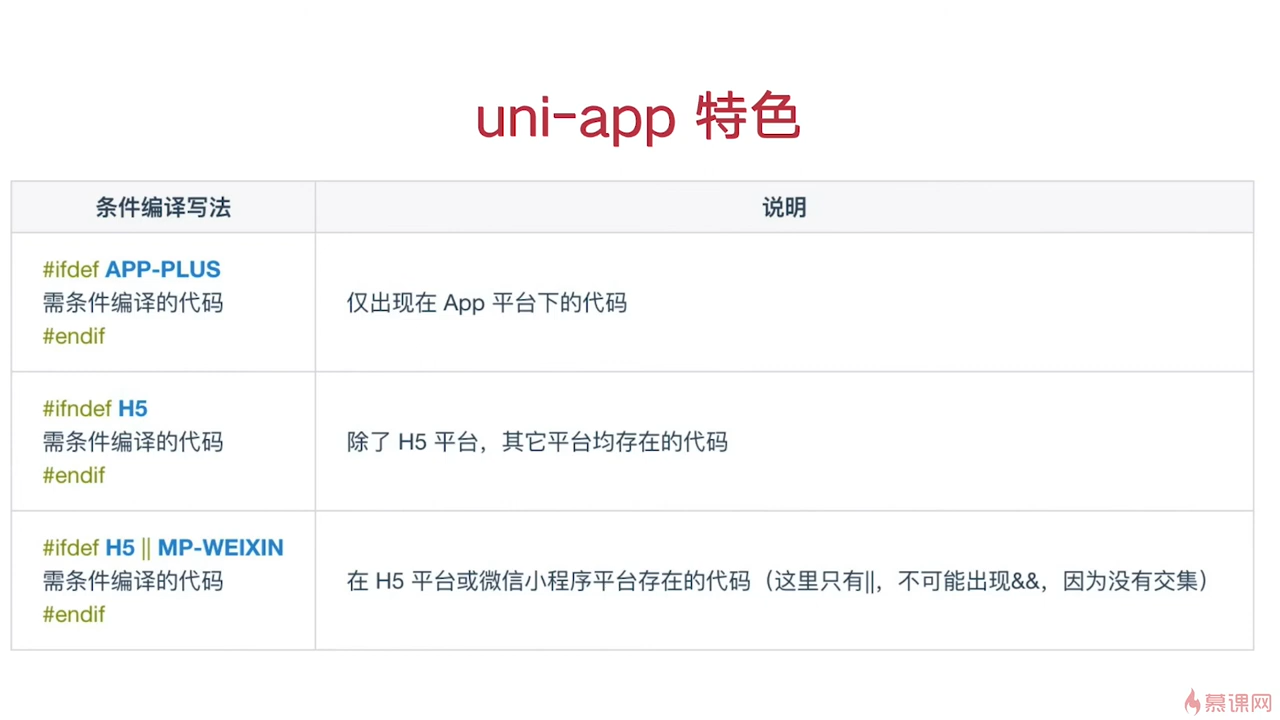 uni-app 特色
条件编译写法
说明
#ifdef APP-PLUS
需条件编译的代码
#endif
仅出现在 App 平台下的代码
#ifndef H5
需条件编译的代码
#endif
除了 H5 平台，其它平台均存在的代码
#ifdef H5 || MP-WEIXIN
需条件编译的代码
#endif
在 H5 平台或微信小程序平台存在的代码（这里只有||，不可能出现&&，因为没有交集）
慕课网